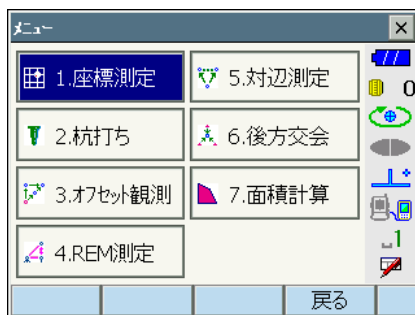 ﾒﾆｭｰ
1.座標測定
5.対辺測定
2.杭打ち
6.後方交会
3.ｵﾌｾｯﾄ観測
7.面積計算
4.REM測定
0
1
戻る